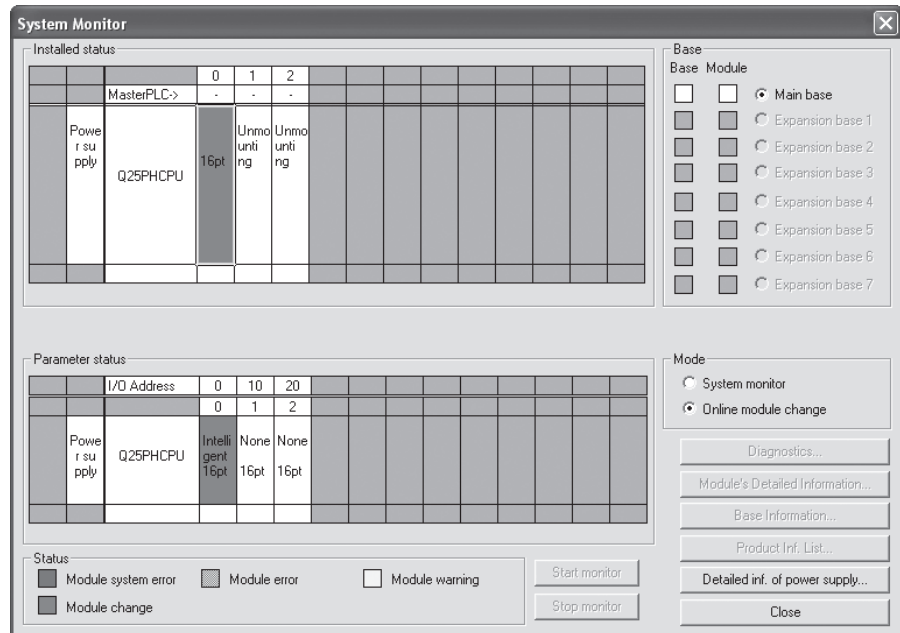 System Monitor
Installed status
0 1 2
MasterPLC-> - - -
Powe
r su
pply
Q25PHCPU
16pt
Unmo
unti
ng
Unmo
unti
ng
Base
Base Module
Main base
Expansion base 1
Expansion base 2
Expansion base 3
Expansion base 4
Expansion base 5
Expansion base 6
Expansion base 7
Parameter status
I/O Address 0 10 20
0 1 2
Powe
r su
pply
Q25PHCPU
Intelli
gent
16pt
None
16pt
None
16pt
Mode
System monitor
Online module change
Diagnostics...
Module's Detailed Information...
Base Information...
Product Inf. List...
Detailed inf. of power supply...
Close
Status
Module system error
Module error
Module warning
Module change
Start monitor
Stop monitor